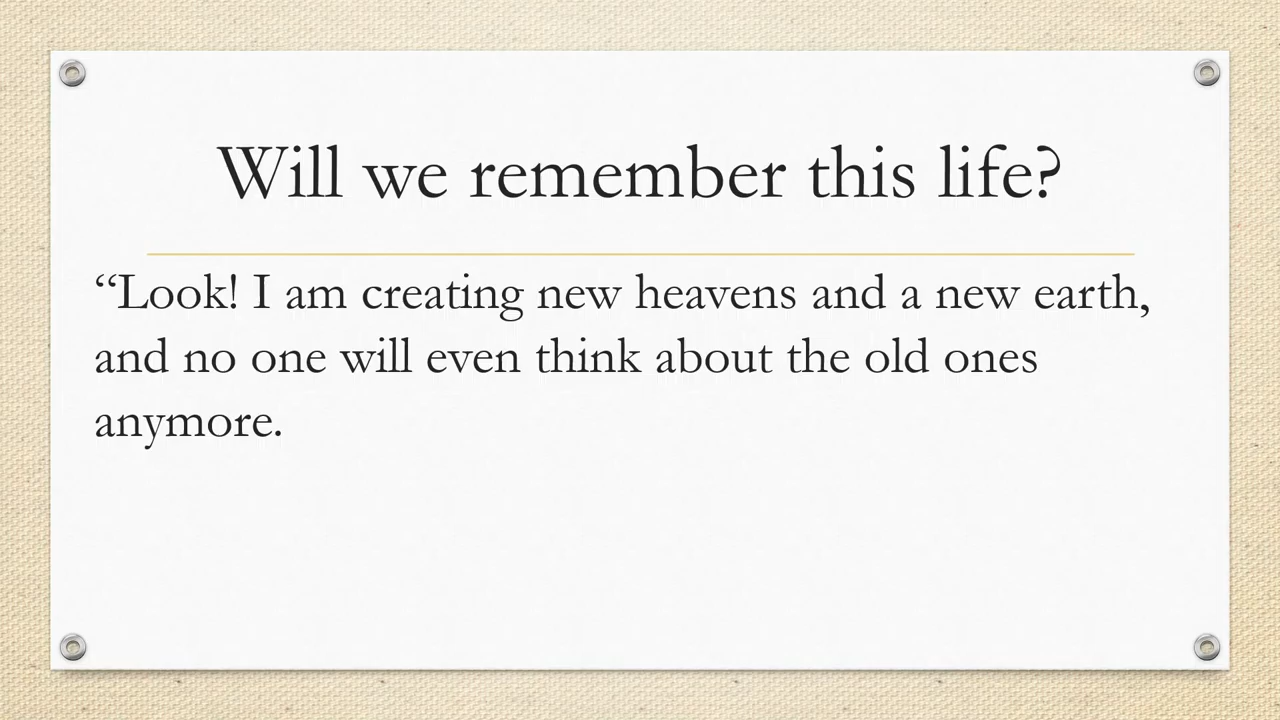 Will we remember this life?
“Look! I am creating new heavens and a new earth,
and no one will even think about the old ones
anymore.